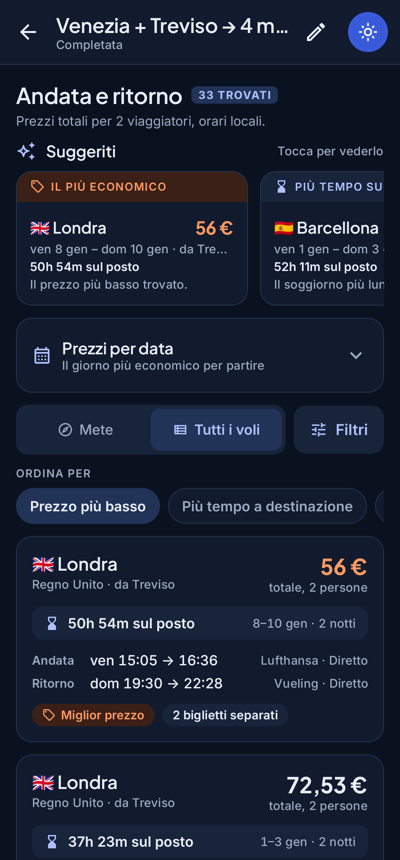 Venezia + Treviso → 4 m…
Completata
Andata e ritorno 33 TROVATI
Prezzi totali per 2 viaggiatori, orari locali.
Suggeriti Tocca per vederlo
IL PIÙ ECONOMICO
Londra 56 €
ven 8 gen – dom 10 gen · da Tre…
50h 54m sul posto
Il prezzo più basso trovato.
PIÙ TEMPO SU
Barcellona
ven 1 gen – dom 3
52h 11m sul posto
Il soggiorno più lun
Prezzi per data
Il giorno più economico per partire
Mete
Tutti i voli
Filtri
ORDINA PER
Prezzo più basso
Più tempo a destinazione
Londra 56 €
Regno Unito · da Treviso totale, 2 persone
50h 54m sul posto 8–10 gen · 2 notti
Andata ven 15:05 → 16:36 Lufthansa · Diretto
Ritorno dom 19:30 → 22:28 Vueling · Diretto
Miglior prezzo 2 biglietti separati
Londra 72,53 €
Regno Unito · da Treviso totale, 2 persone
37h 23m sul posto 1–3 gen · 2 notti